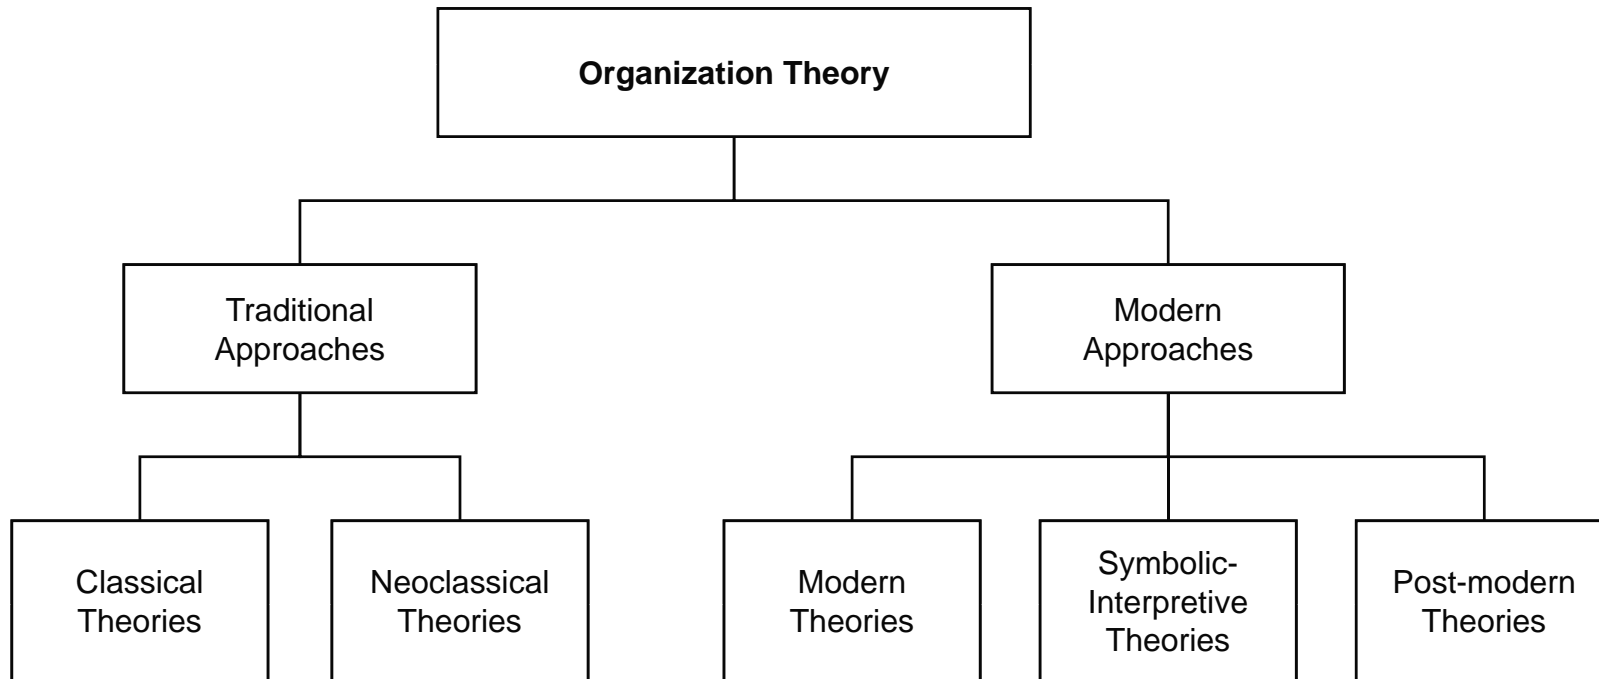 Organization Theory
Traditional
Approaches
Modern
Approaches
Classical
Theories
Neoclassical
Theories
Modern
Theories
Symbolic-
Interpretive
Theories
Post-modern
Theories